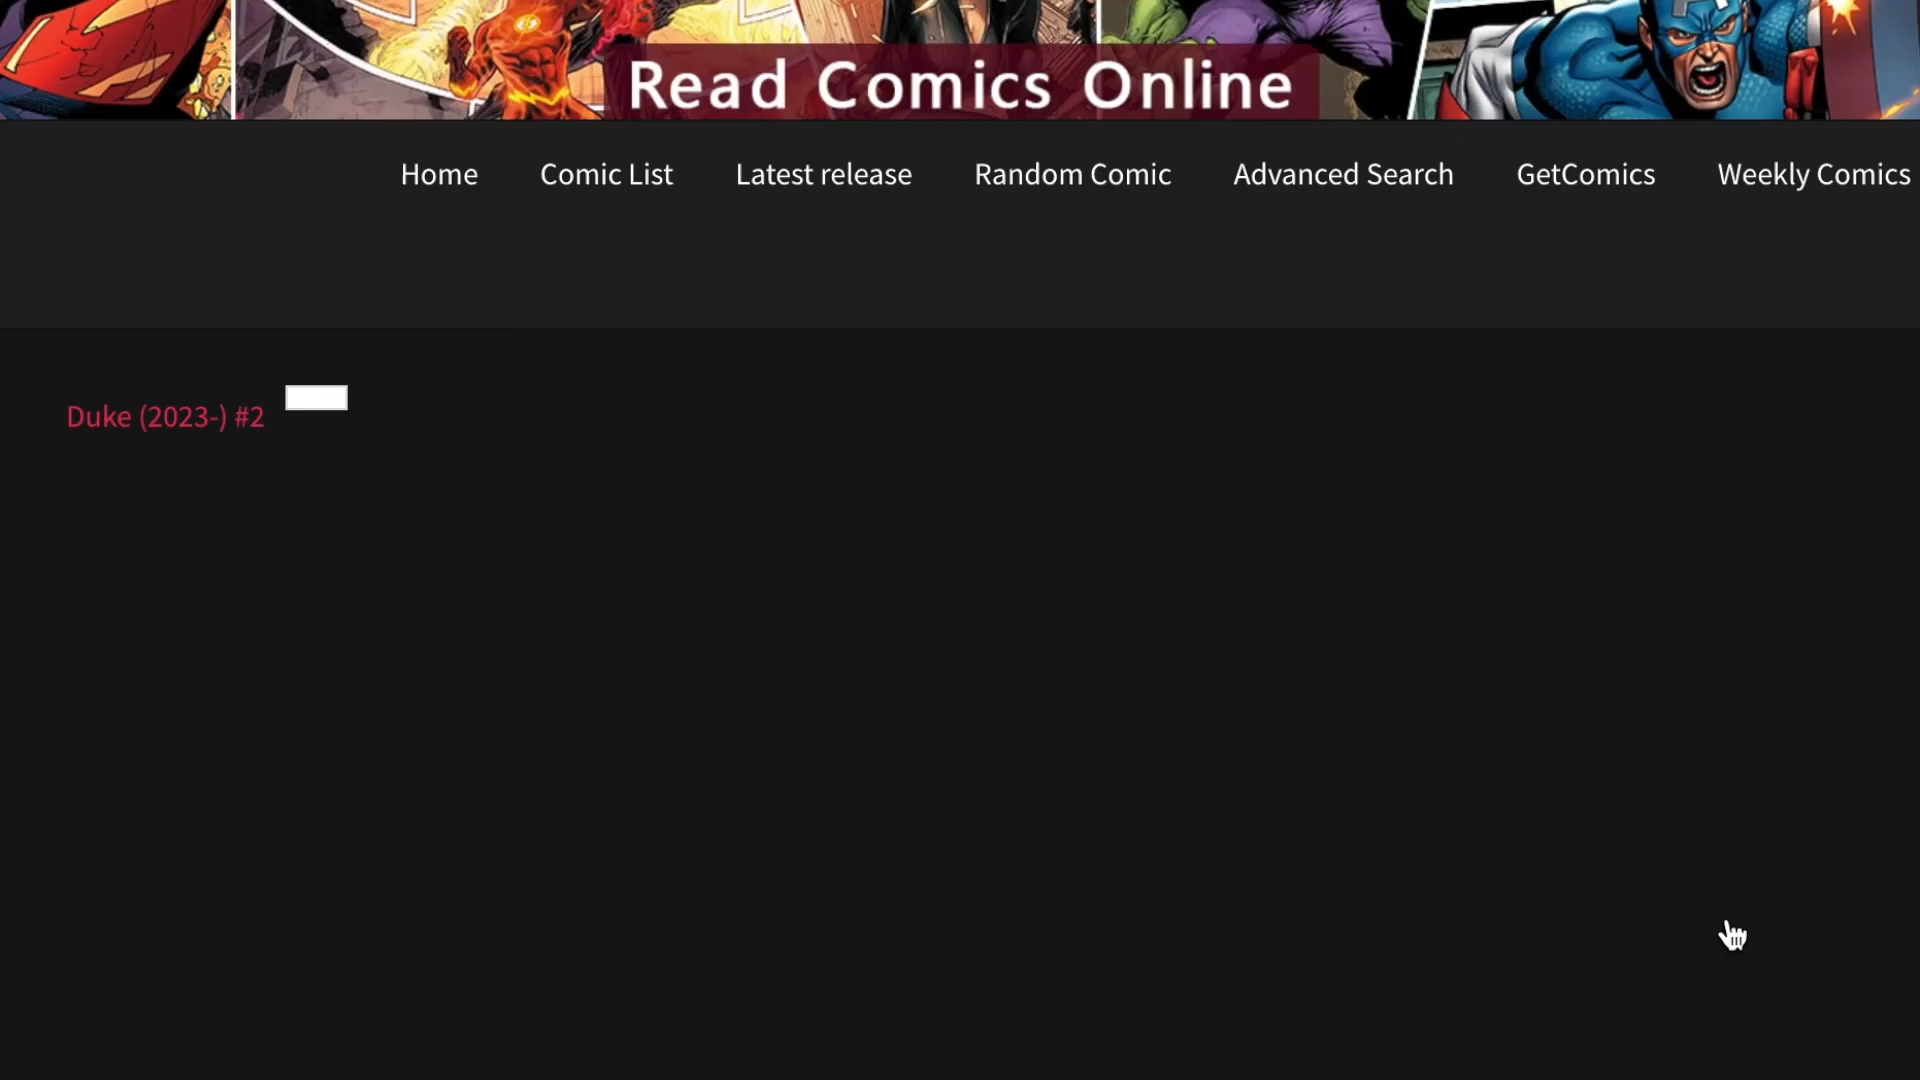 Read Comics Online
Home Comic List Latest release Random Comic Advanced Search GetComics Weekly Comics
Duke (2023-) #2